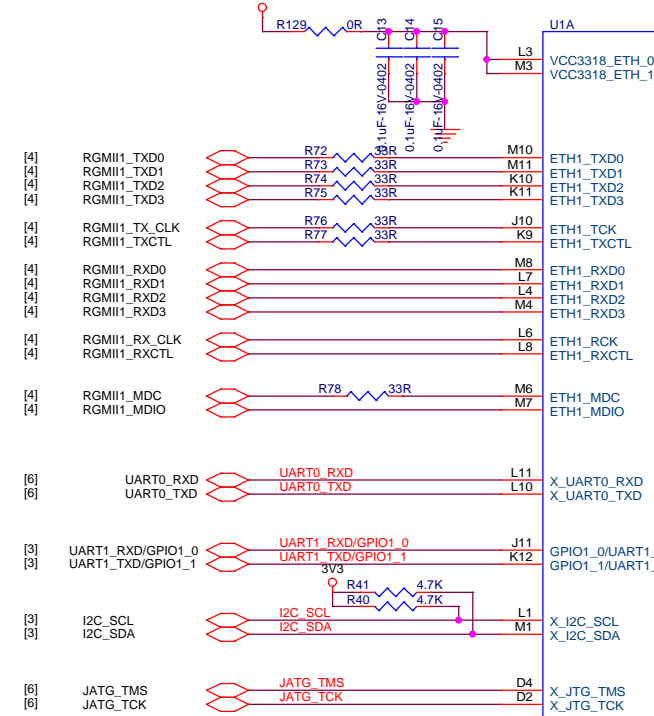 R129 0R C13 C14 C15 U1A
0.1uF-16V-0402 0.1uF-16V-0402 0.1uF-16V-0402
L3 VCC3318_ETH_0
M3 VCC3318_ETH_1
[4] RGMII1_TXD0 R72 33R M10 ETH1_TXD0
[4] RGMII1_TXD1 R73 33R M11 ETH1_TXD1
[4] RGMII1_TXD2 R74 33R K10 ETH1_TXD2
[4] RGMII1_TXD3 R75 33R K11 ETH1_TXD3
[4] RGMII1_TX_CLK R76 33R J10 ETH1_TCK
[4] RGMII1_TXCTL R77 33R K9 ETH1_TXCTL
[4] RGMII1_RXD0 M8 ETH1_RXD0
[4] RGMII1_RXD1 L7 ETH1_RXD1
[4] RGMII1_RXD2 L4 ETH1_RXD2
[4] RGMII1_RXD3 M4 ETH1_RXD3
[4] RGMII1_RX_CLK L6 ETH1_RCK
[4] RGMII1_RXCTL L8 ETH1_RXCTL
[4] RGMII1_MDC R78 33R M6 ETH1_MDC
[4] RGMII1_MDIO M7 ETH1_MDIO
[6] UART0_RXD UART0_RXD L11 X_UART0_RXD
[6] UART0_TXD UART0_TXD L10 X_UART0_TXD
[3] UART1_RXD/GPIO1_0 UART1_RXD/GPIO1_0 J11 GPIO1_0/UART1_
[3] UART1_TXD/GPIO1_1 UART1_TXD/GPIO1_1 K12 GPIO1_1/UART1_
3V3
R41 4.7K
R40 4.7K
[3] I2C_SCL I2C_SCL L1 X_I2C_SCL
[3] I2C_SDA I2C_SDA M1 X_I2C_SDA
[6] JATG_TMS JATG_TMS D4 X_JTG_TMS
[6] JATG_TCK JATG_TCK D2 X_JTG_TCK